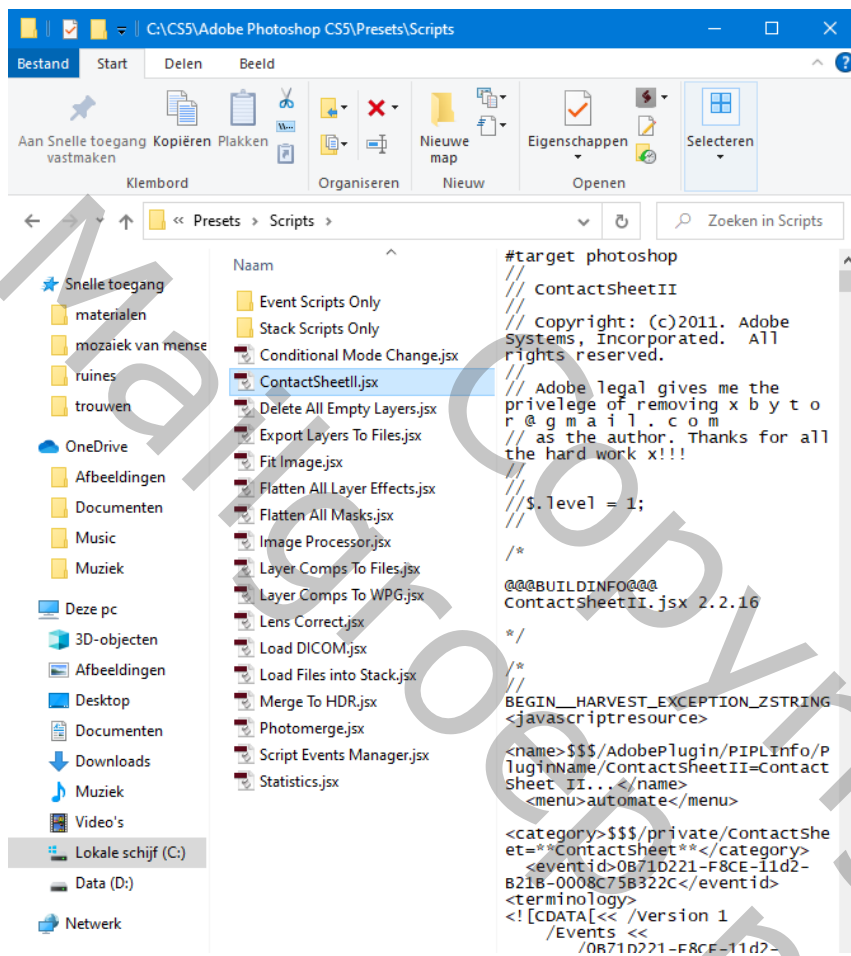 C:\CS5\Adobe Photoshop CS5\Presets\Scripts
Bestand Start Delen Beeld
Aan Snelle toegang vastmaken
Kopiëren
Plakken
Klembord
Organiseren
Nieuwe map
Nieuw
Eigenschappen
Openen
Selecteren
« Presets > Scripts >
Zoeken in Scripts
Snelle toegang
materialen
mozaiek van mense
ruines
trouwen
OneDrive
Afbeeldingen
Documenten
Music
Muziek
Deze pc
3D-objecten
Afbeeldingen
Desktop
Documenten
Downloads
Muziek
Video's
Lokale schijf (C:)
Data (D:)
Netwerk
Naam
Event Scripts Only
Stack Scripts Only
Conditional Mode Change.jsx
ContactSheetII.jsx
Delete All Empty Layers.jsx
Export Layers To Files.jsx
Fit Image.jsx
Flatten All Layer Effects.jsx
Flatten All Masks.jsx
Image Processor.jsx
Layer Comps To Files.jsx
Layer Comps To WPG.jsx
Lens Correct.jsx
Load DICOM.jsx
Load Files into Stack.jsx
Merge To HDR.jsx
Photomerge.jsx
Script Events Manager.jsx
Statistics.jsx
#target photoshop
//
// ContactSheetII
//
// Copyright: (c)2011. Adobe
Systems, Incorporated. All
rights reserved.
//
// Adobe legal gives me the
privelege of removing x b y t o
r @ g m a i l . c o m
// as the author. Thanks for all
the hard work x!!!
//
//
//$.level = 1;
//
/*
@@@BUILDINFO@@@
ContactSheetII.jsx 2.2.16
*/
/*
//
BEGIN__HARVEST_EXCEPTION_ZSTRING
<javascriptresource>
<name>$$$/AdobePlugin/PIPLInfo/P
luginName/ContactSheetII=Contact
Sheet II...</name>
<menu>automate</menu>
<category>$$$/private/ContactShe
et=**ContactSheet**</category>
<eventid>0B71D221-F8CE-11d2-
B21B-0008C75B322C</eventid>
<terminology>
<![CDATA[<< /Version 1
/Events <<
/0B71D221-F8CE-11d2-